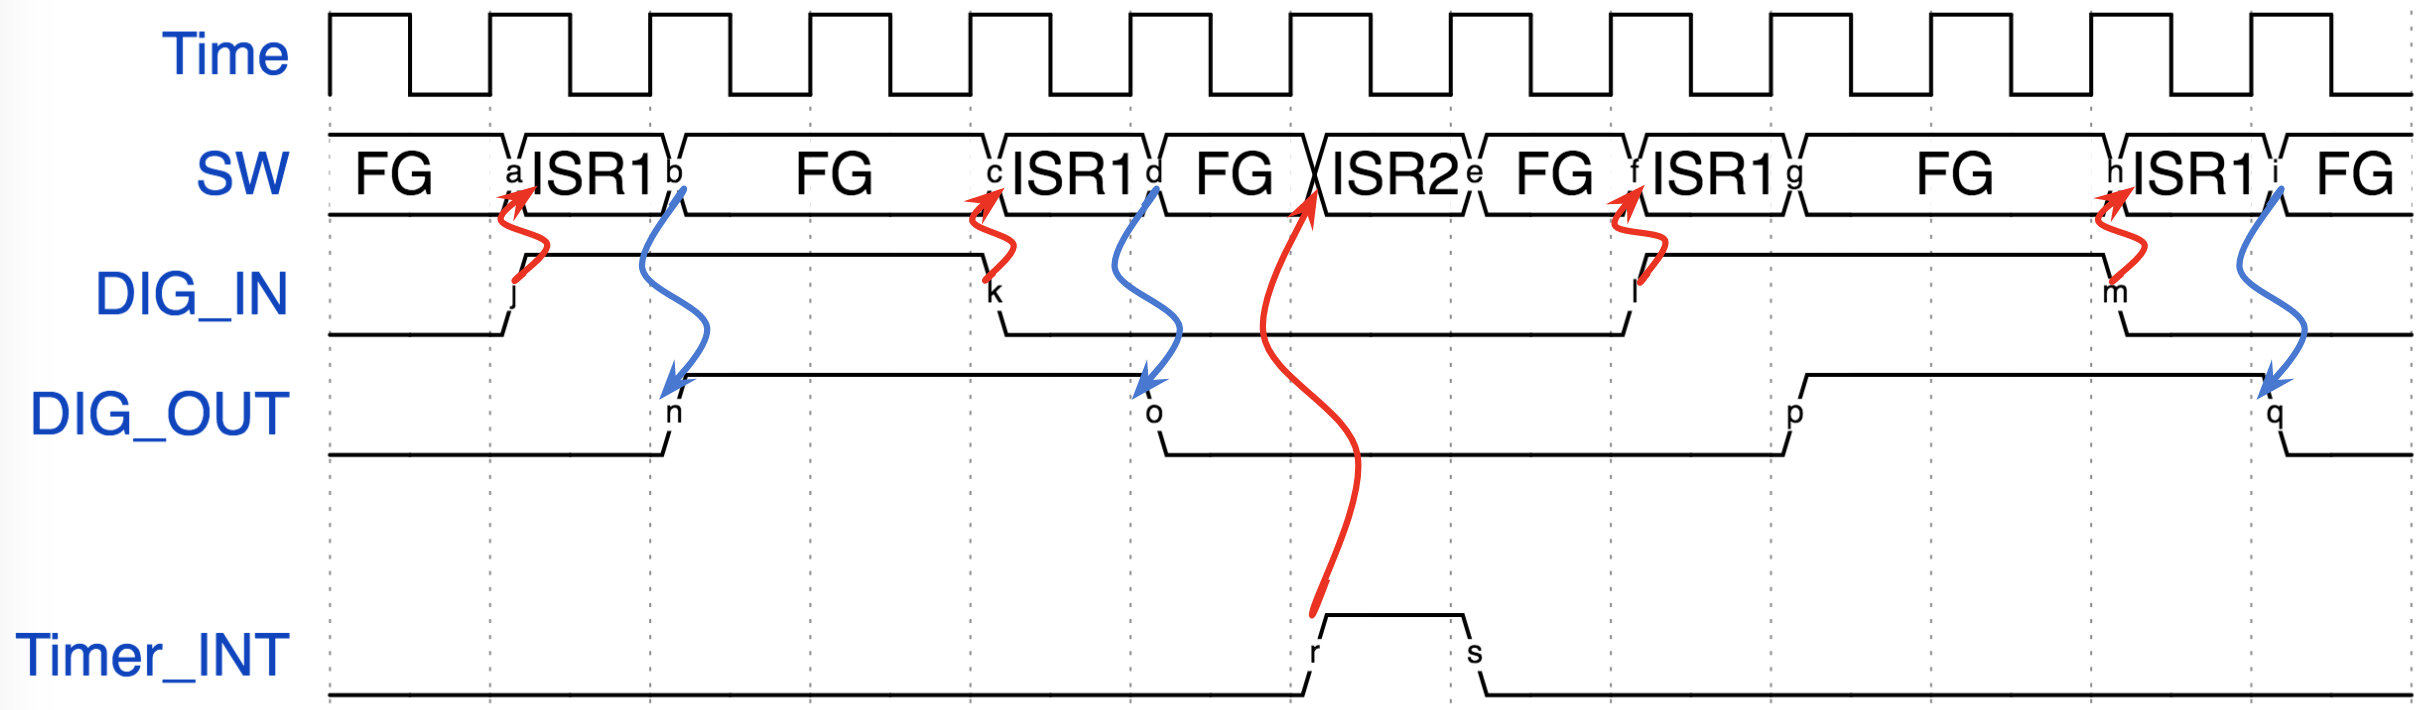 Time
SW FG a ISR1 b FG c ISR1 d FG ISR2 e FG f ISR1 g FG h ISR1 i FG
DIG_IN j k l m
DIG_OUT n o p q
Timer_INT r s